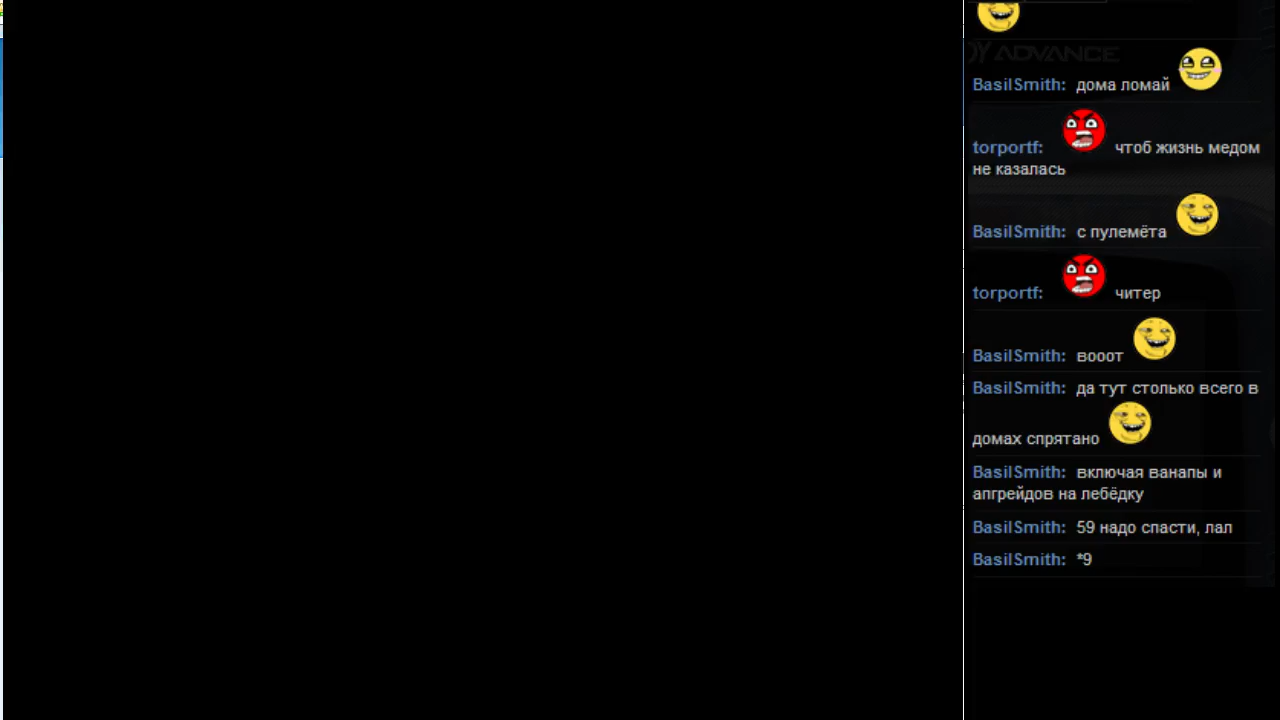 ADVANCE
BasilSmith: дома ломай
torportf: чтоб жизнь медом
не казалась
BasilSmith: с пулемёта
torportf: читер
BasilSmith: вооот
BasilSmith: да тут столько всего в
домах спрятано
BasilSmith: включая ванапы и
апгрейдов на лебёдку
BasilSmith: 59 надо спасти, лал
BasilSmith: *9